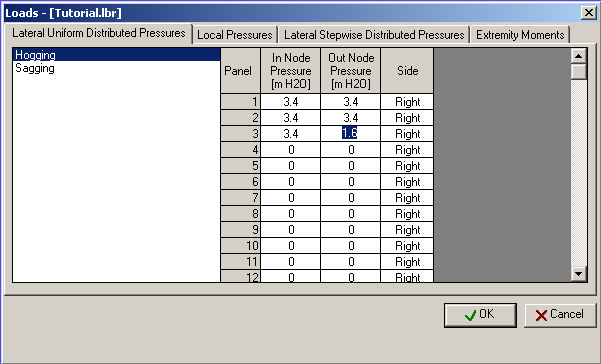 Loads - [Tutorial.lbr]
Lateral Uniform Distributed Pressures Local Pressures Lateral Stepwise Distributed Pressures Extremity Moments
Hogging
Sagging
Panel In Node Pressure [m H2O] Out Node Pressure [m H2O] Side
1 3.4 3.4 Right
2 3.4 3.4 Right
3 3.4 1.6 Right
4 0 0 Right
5 0 0 Right
6 0 0 Right
7 0 0 Right
8 0 0 Right
9 0 0 Right
10 0 0 Right
11 0 0 Right
12 0 0 Right
OK Cancel